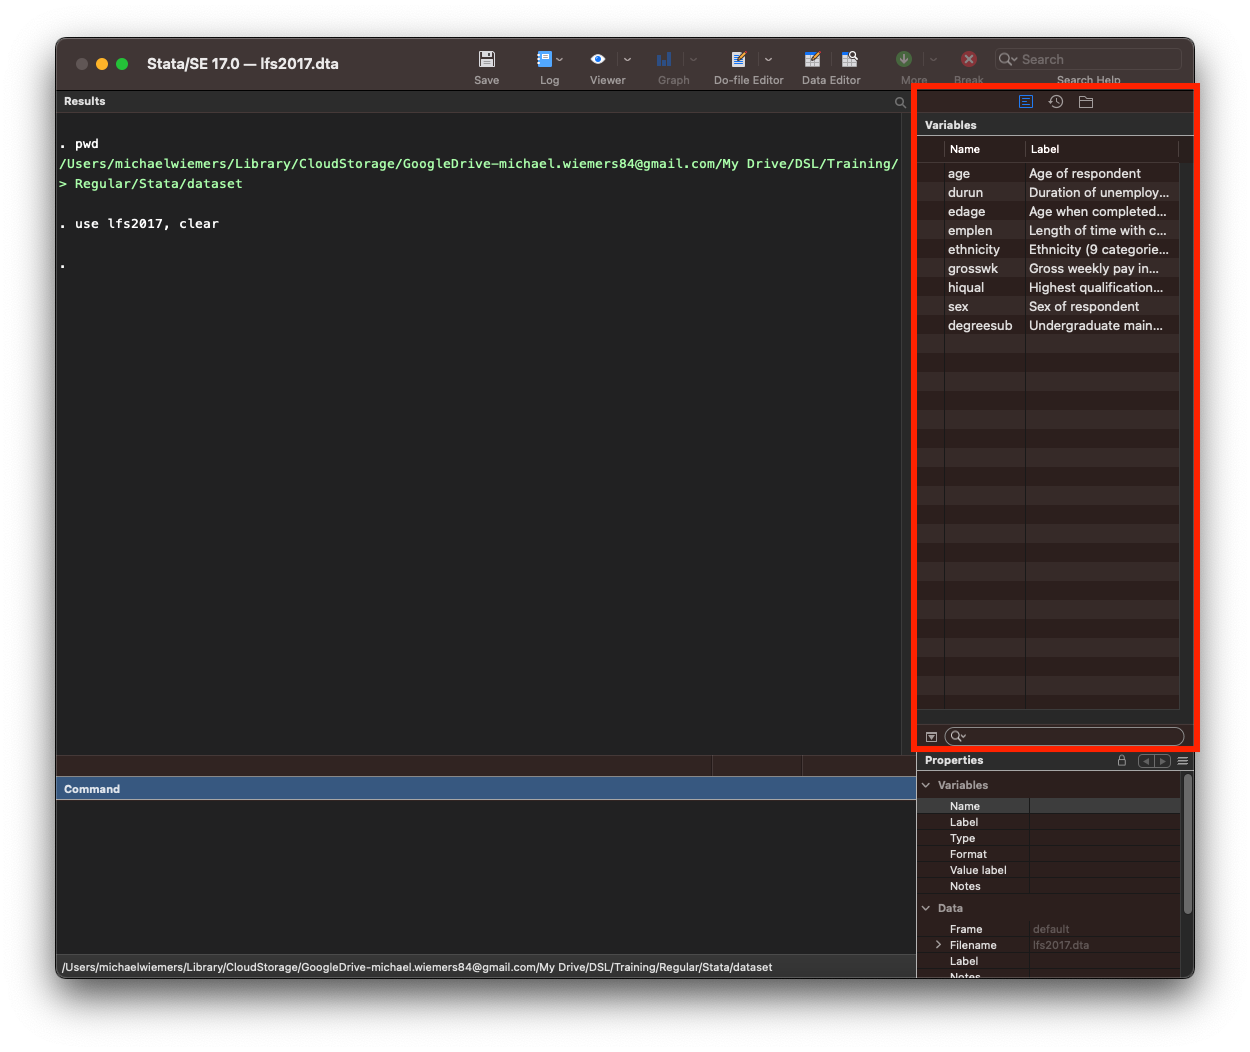 Stata/SE 17.0 — lfs2017.dta
Save
Log
Viewer
Graph
Do-file Editor
Data Editor
More
Break
Search
Search Help
Results
. pwd
/Users/michaelwiemers/Library/CloudStorage/GoogleDrive-michael.wiemers84@gmail.com/My Drive/DSL/Training/
> Regular/Stata/dataset
. use lfs2017, clear
.
Command
/Users/michaelwiemers/Library/CloudStorage/GoogleDrive-michael.wiemers84@gmail.com/My Drive/DSL/Training/Regular/Stata/dataset
Variables
Name Label
age Age of respondent
durun Duration of unemploy...
edage Age when completed...
emplen Length of time with c...
ethnicity Ethnicity (9 categorie...
grosswk Gross weekly pay in...
hiqual Highest qualification...
sex Sex of respondent
degreesub Undergraduate main...
Properties
Variables
Name
Label
Type
Format
Value label
Notes
Data
Frame default
Filename lfs2017.dta
Label
Notes